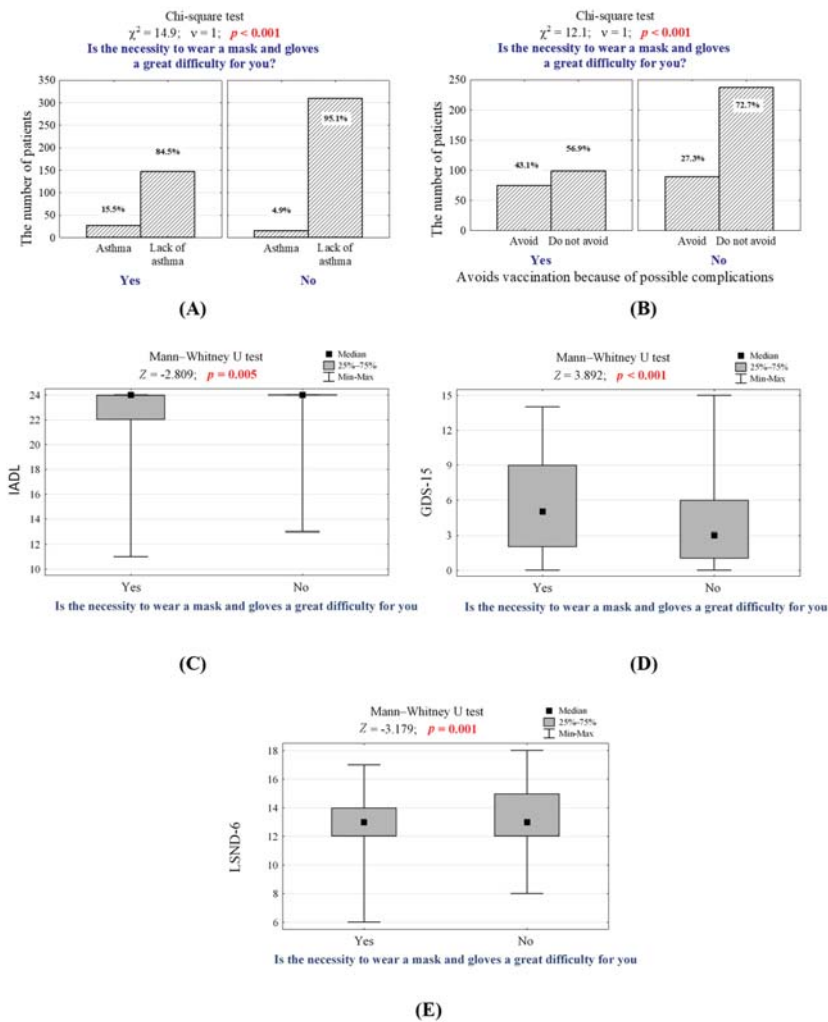 Chi-square test
χ² = 14.9; ν = 1; p < 0.001
Is the necessity to wear a mask and gloves
a great difficulty for you?
The number of patients
350
300
250
200
150
100
50
0
15.5%
84.5%
4.9%
95.1%
Asthma
Lack of
asthma
Asthma
Lack of
asthma
Yes
No
(A)
Chi-square test
χ² = 12.1; ν = 1; p < 0.001
Is the necessity to wear a mask and gloves
a great difficulty for you?
The number of patients
250
200
150
100
50
0
43.1%
56.9%
27.3%
72.7%
Avoid
Do not avoid
Avoid
Do not avoid
Yes
No
Avoids vaccination because of possible complications
(B)
Mann–Whitney U test
Z = -2.809; p = 0.005
Median
25%–75%
Min-Max
IADL
24
22
20
18
16
14
12
10
Yes
No
Is the necessity to wear a mask and gloves a great difficulty for you
(C)
Mann–Whitney U test
Z = 3.892; p < 0.001
Median
25%–75%
Min-Max
GDS-15
15
12
9
6
3
0
Yes
No
Is the necessity to wear a mask and gloves a great difficulty for you
(D)
Mann–Whitney U test
Z = -3.179; p = 0.001
Median
25%–75%
Min-Max
LSND-6
18
16
14
12
10
8
6
Yes
No
Is the necessity to wear a mask and gloves a great difficulty for you
(E)